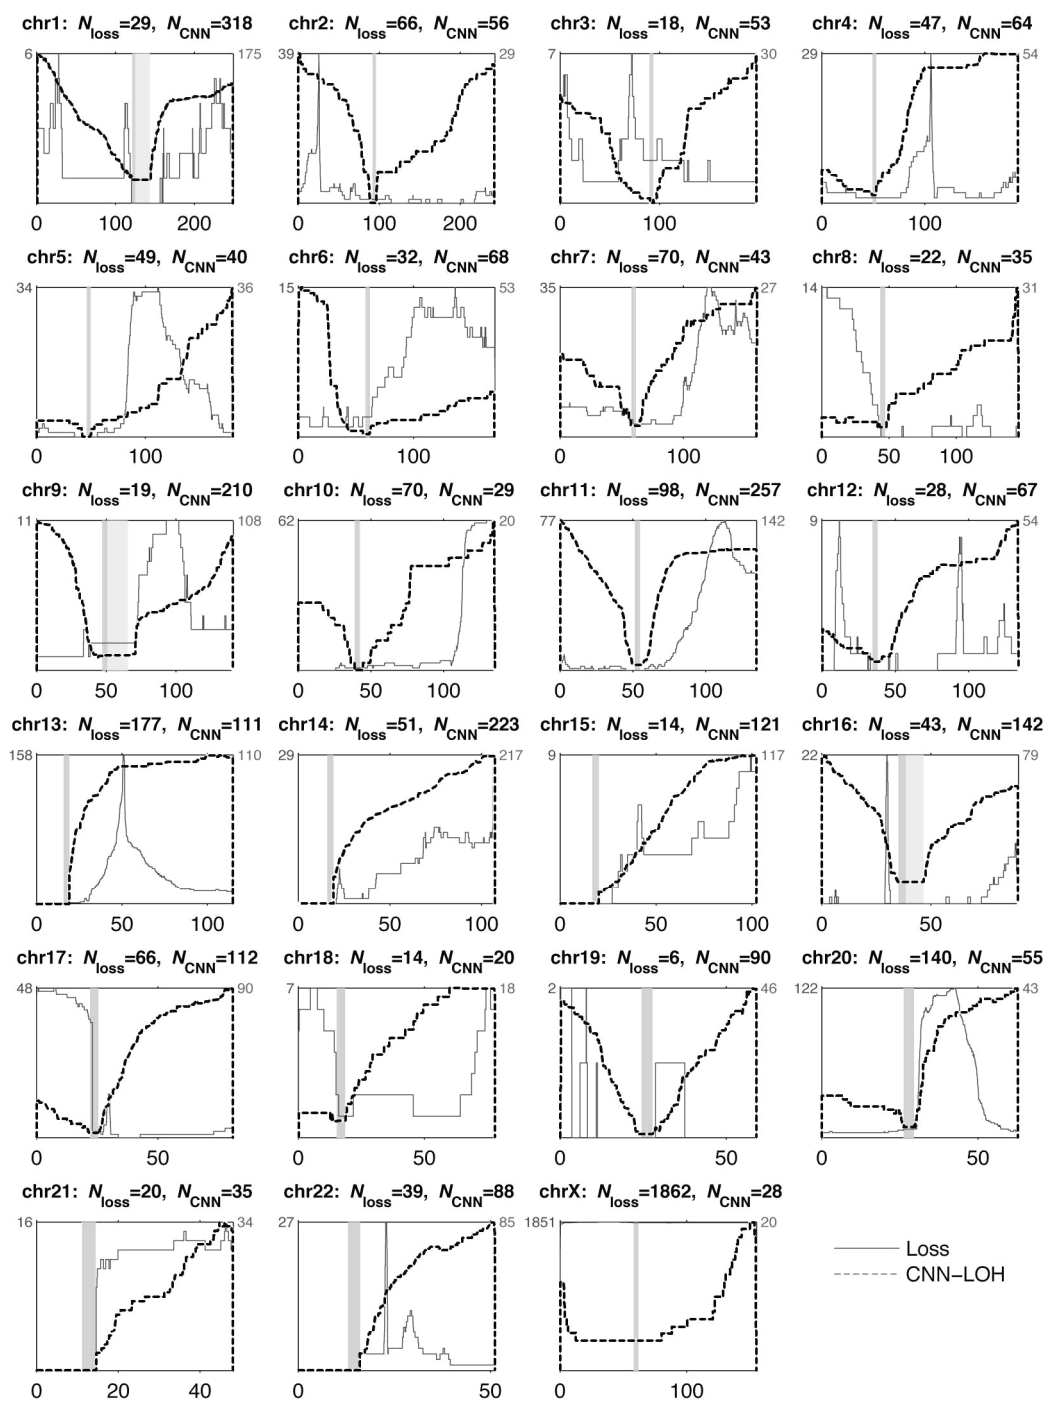 chr1: Nloss=29, NCNN=318 chr2: Nloss=66, NCNN=56 chr3: Nloss=18, NCNN=53 chr4: Nloss=47, NCNN=64
6 175 39 29 7 30 29 54
0 100 200 0 100 200 0 100 0 100
chr5: Nloss=49, NCNN=40 chr6: Nloss=32, NCNN=68 chr7: Nloss=70, NCNN=43 chr8: Nloss=22, NCNN=35
34 36 15 53 35 27 14 31
0 100 0 100 0 100 0 50 100
chr9: Nloss=19, NCNN=210 chr10: Nloss=70, NCNN=29 chr11: Nloss=98, NCNN=257 chr12: Nloss=28, NCNN=67
11 108 62 20 77 142 9 54
0 50 100 0 50 100 0 50 100 0 100
chr13: Nloss=177, NCNN=111 chr14: Nloss=51, NCNN=223 chr15: Nloss=14, NCNN=121 chr16: Nloss=43, NCNN=142
158 110 29 217 9 117 22 79
0 50 100 0 50 100 0 50 100 0 50
chr17: Nloss=66, NCNN=112 chr18: Nloss=14, NCNN=20 chr19: Nloss=6, NCNN=90 chr20: Nloss=140, NCNN=55
48 90 7 18 2 46 122 43
0 50 0 50 0 50 0 50
chr21: Nloss=20, NCNN=35 chr22: Nloss=39, NCNN=88 chrX: Nloss=1862, NCNN=28
16 34 27 85 1851 20
0 20 40 0 50 0 100
Loss
CNN–LOH